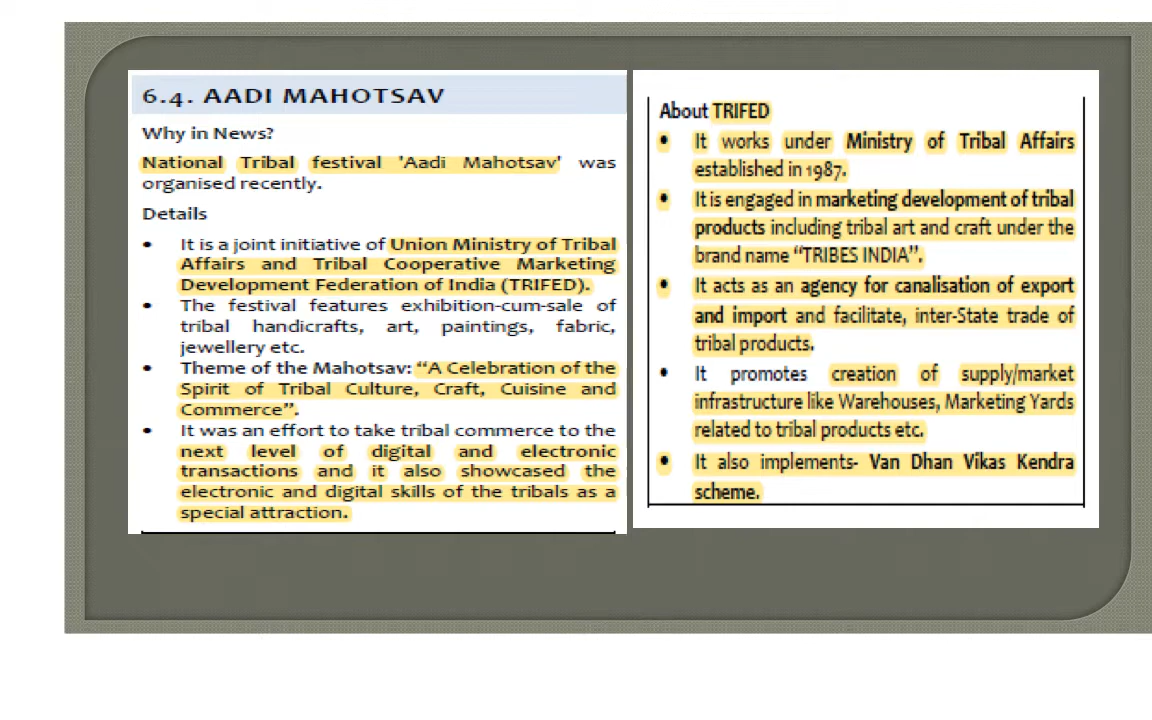 6.4. AADI MAHOTSAV
Why in News?
National Tribal festival 'Aadi Mahotsav' was
organised recently.
Details
• It is a joint initiative of Union Ministry of Tribal
Affairs and Tribal Cooperative Marketing
Development Federation of India (TRIFED).
• The festival features exhibition-cum-sale of
tribal handicrafts, art, paintings, fabric,
jewellery etc.
• Theme of the Mahotsav: “A Celebration of the
Spirit of Tribal Culture, Craft, Cuisine and
Commerce”.
• It was an effort to take tribal commerce to the
next level of digital and electronic
transactions and it also showcased the
electronic and digital skills of the tribals as a
special attraction.
About TRIFED
• It works under Ministry of Tribal Affairs
established in 1987.
• It is engaged in marketing development of tribal
products including tribal art and craft under the
brand name “TRIBES INDIA”.
• It acts as an agency for canalisation of export
and import and facilitate, inter-State trade of
tribal products.
• It promotes creation of supply/market
infrastructure like Warehouses, Marketing Yards
related to tribal products etc.
• It also implements- Van Dhan Vikas Kendra
scheme.